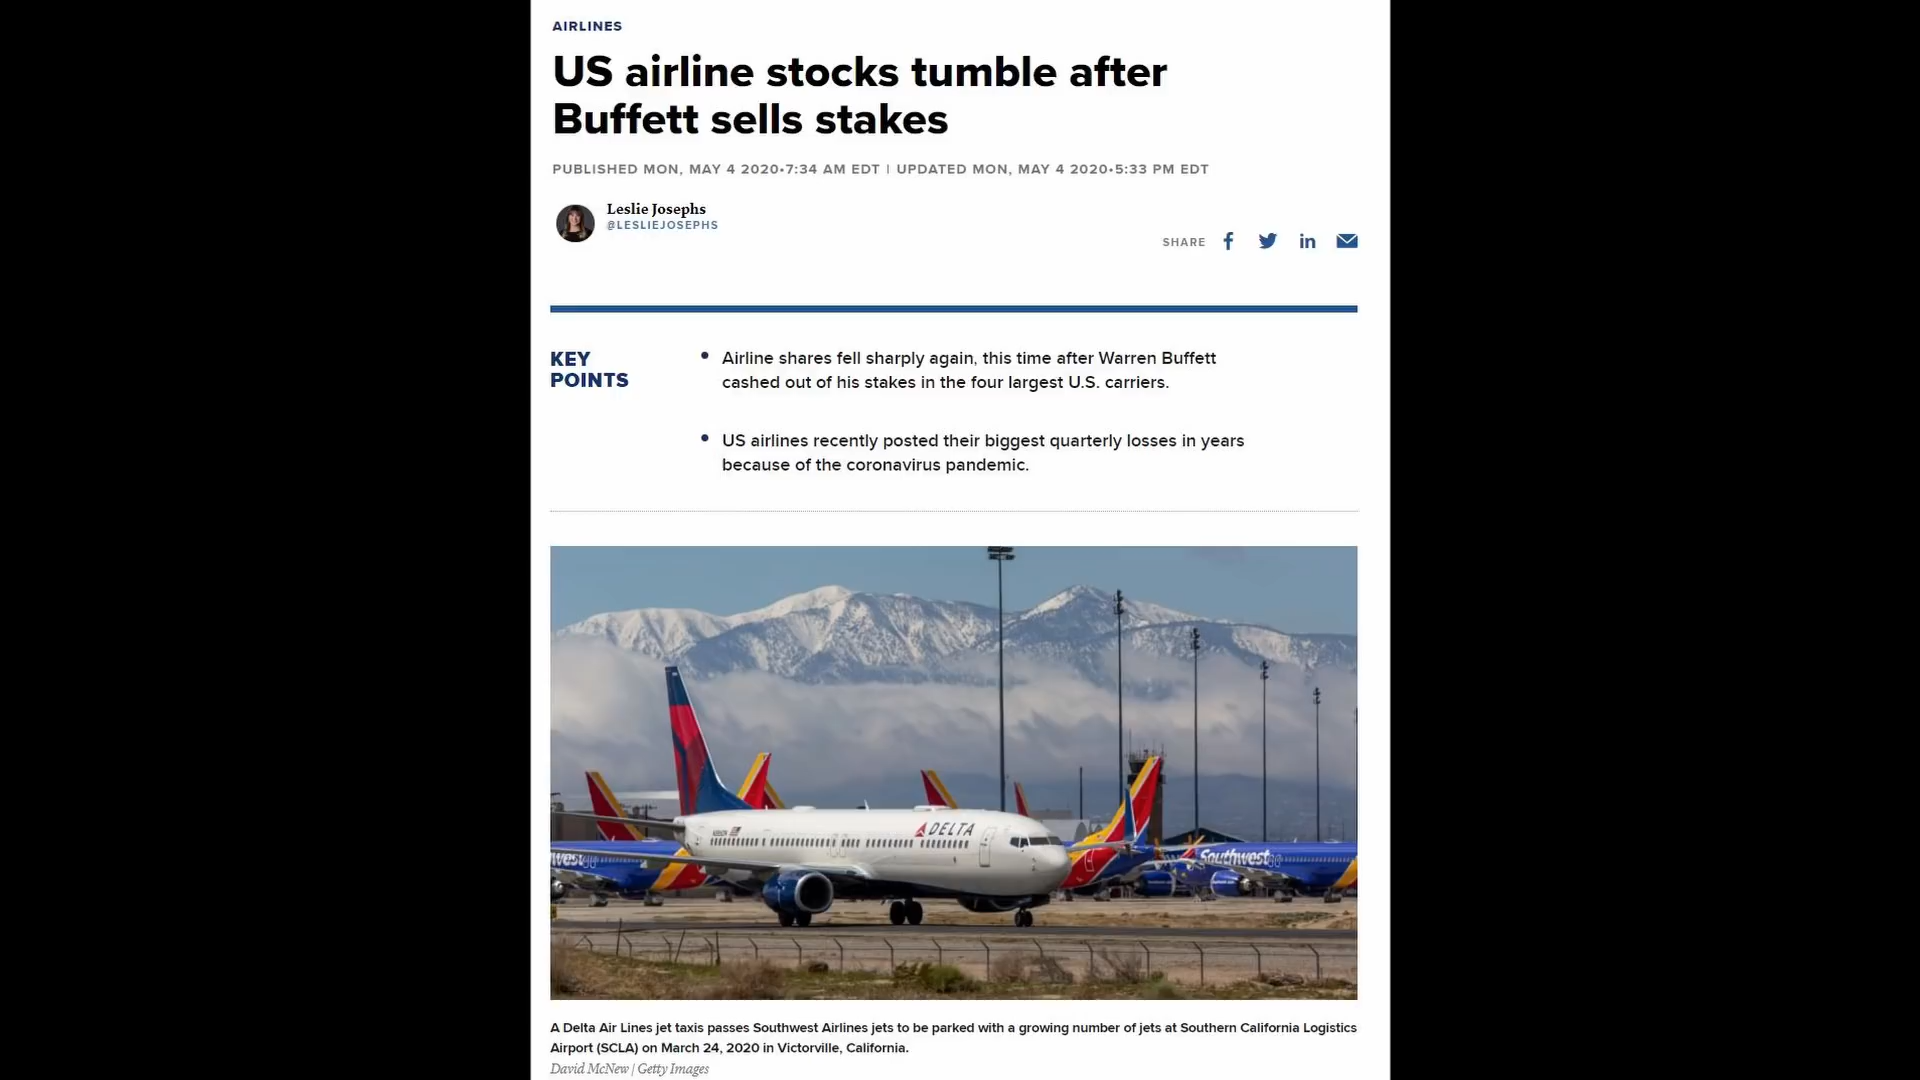 AIRLINES
US airline stocks tumble after
Buffett sells stakes
PUBLISHED MON, MAY 4 2020•7:34 AM EDT | UPDATED MON, MAY 4 2020•5:33 PM EDT
Leslie Josephs
@LESLIEJOSEPHS
SHARE
KEY
POINTS
• Airline shares fell sharply again, this time after Warren Buffett
cashed out of his stakes in the four largest U.S. carriers.
• US airlines recently posted their biggest quarterly losses in years
because of the coronavirus pandemic.
DELTA
Southwest
A Delta Air Lines jet taxis passes Southwest Airlines jets to be parked with a growing number of jets at Southern California Logistics
Airport (SCLA) on March 24, 2020 in Victorville, California.
David McNew | Getty Images